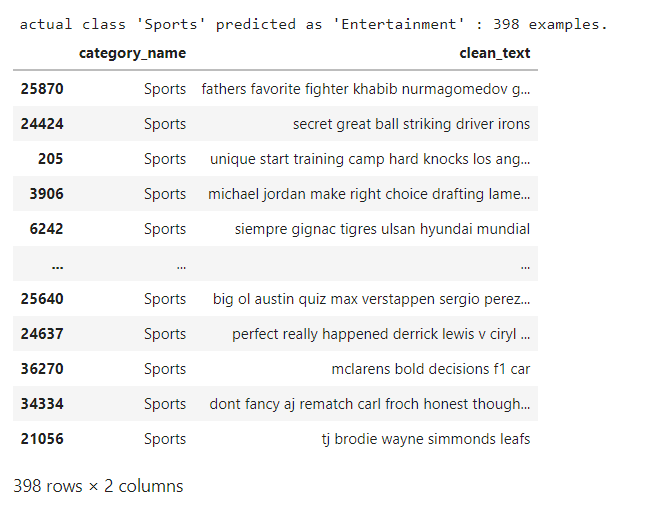 actual class 'Sports' predicted as 'Entertainment' : 398 examples.
category_name clean_text
25870 Sports fathers favorite fighter khabib nurmagomedov g...
24424 Sports secret great ball striking driver irons
205 Sports unique start training camp hard knocks los ang...
3906 Sports michael jordan make right choice drafting lame...
6242 Sports siempre gignac tigres ulsan hyundai mundial
... ... ...
25640 Sports big ol austin quiz max verstappen sergio perez...
24637 Sports perfect really happened derrick lewis v ciryl ...
36270 Sports mclarens bold decisions f1 car
34334 Sports dont fancy aj rematch carl froch honest though...
21056 Sports tj brodie wayne simmonds leafs
398 rows × 2 columns